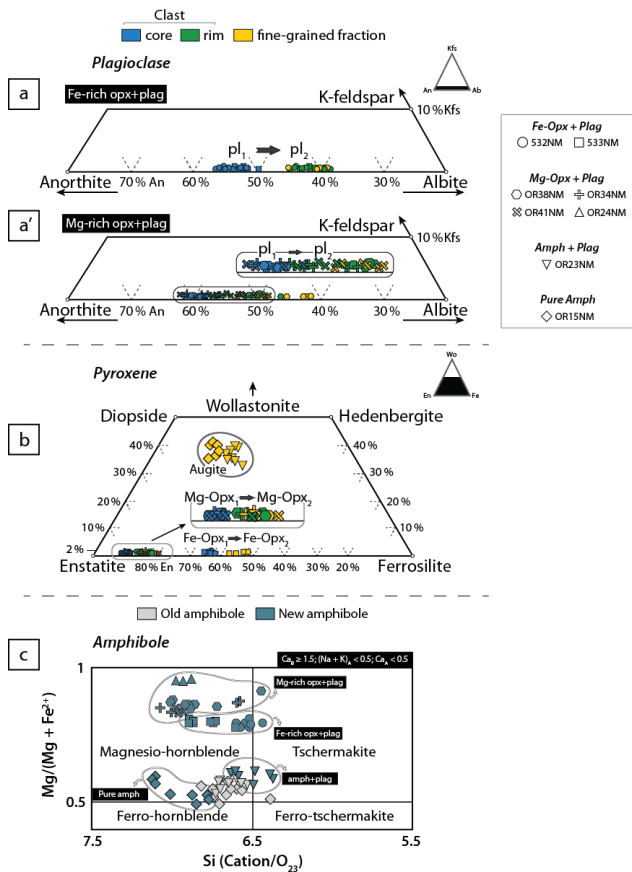 Clast
core rim fine-grained fraction
Plagioclase
Kfs
An Ab
a
Fe-rich opx+plag
K-feldspar
10 % Kfs
pl1 pl2
Anorthite 70 % An 60 % 50 % 40 % 30 % Albite
a'
Mg-rich opx+plag
K-feldspar
10 % Kfs
pl1 pl2
Anorthite 70 % An 60 % 50 % 40 % 30 % Albite
Fe-Opx + Plag
532NM 533NM
Mg-Opx + Plag
OR38NM OR34NM
OR41NM OR24NM
Amph + Plag
OR23NM
Pure Amph
OR15NM
Pyroxene
Wo
En Fe
b
Wollastonite
Diopside Hedenbergite
40 % 40 %
Augite
30 % 30 %
20 % 20 %
Mg-Opx1 Mg-Opx2
10 % 10 %
Fe-Opx1 Fe-Opx2
2 %
Enstatite 80 % En 70% 60% 50% 40% 30% 20% Ferrosilite
Old amphibole New amphibole
Amphibole
c
CaB ≥ 1.5; (Na + K)A < 0.5; CaA < 0.5
1
Mg-rich opx+plag
Fe-rich opx+plag
Magnesio-hornblende Tschermakite
amph+plag
Pure amph
0.5
Ferro-hornblende Ferro-tschermakite
7.5 6.5 5.5
Mg/(Mg + Fe2+)
Si (Cation/O23)